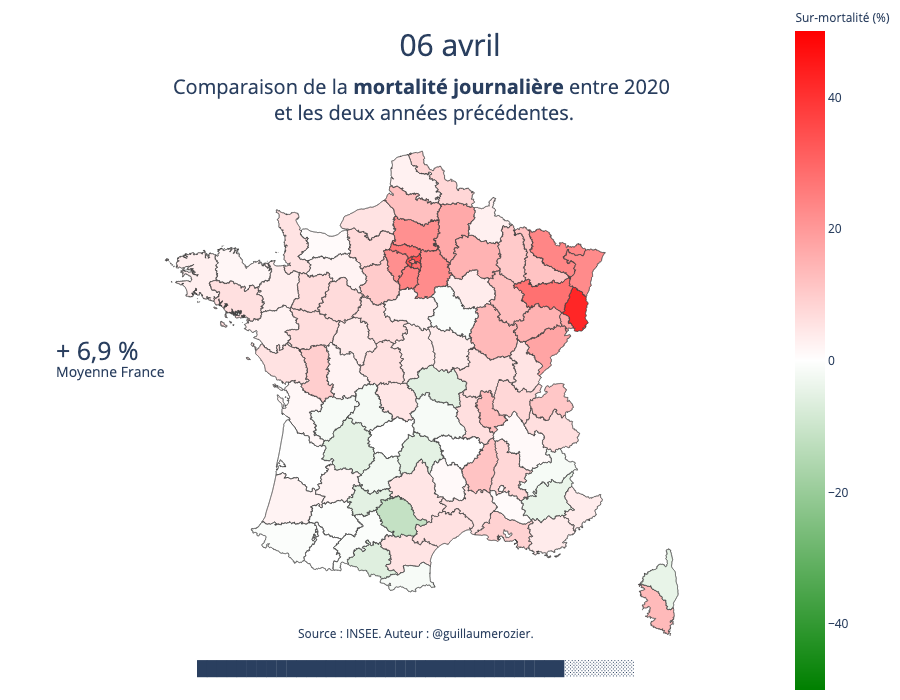 Sur-mortalité (%)
06 avril
Comparaison de la mortalité journalière entre 2020
et les deux années précédentes.
40
20
0
−20
−40
+ 6,9 %
Moyenne France
Source : INSEE. Auteur : @guillaumerozier.